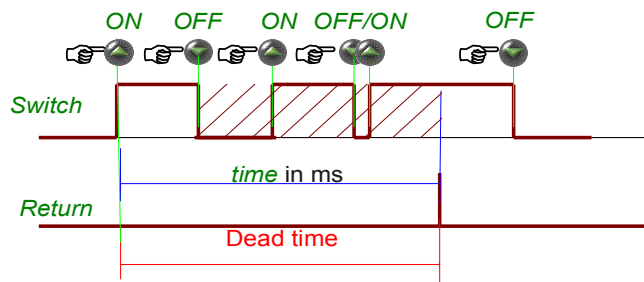 ON OFF ON OFF/ON OFF
Switch
time in ms
Return
Dead time